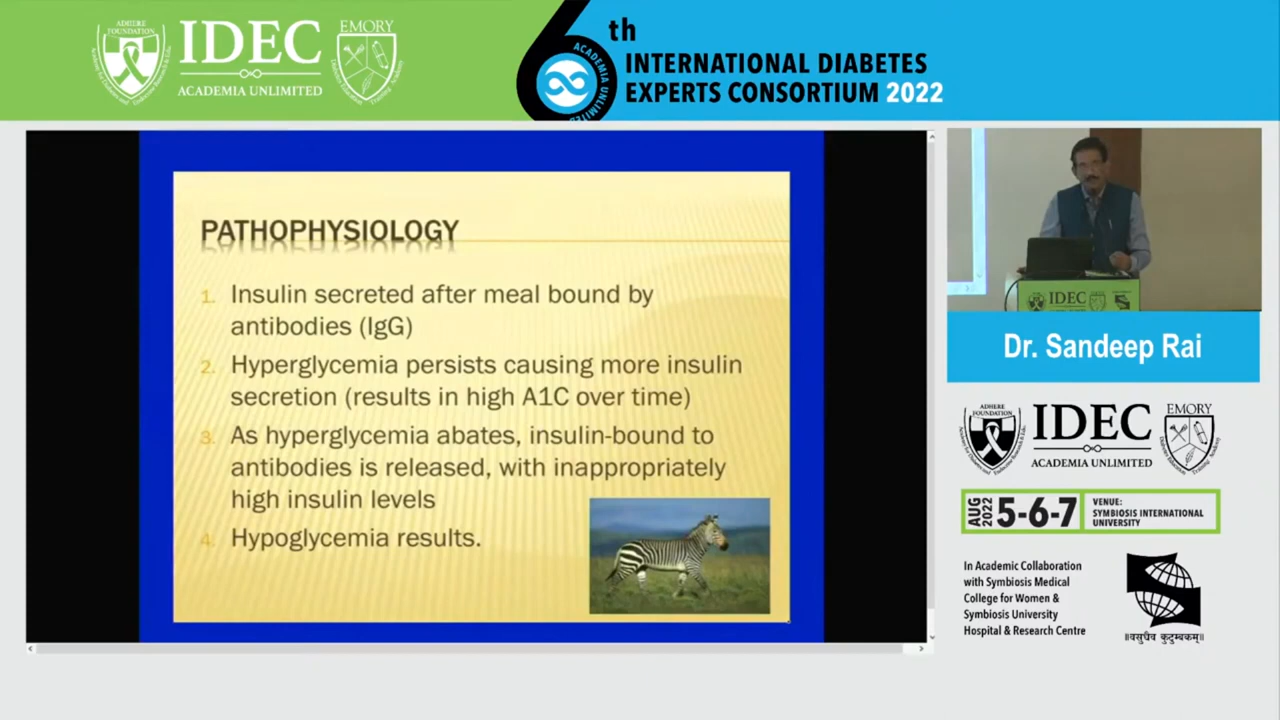 ADHERE
FOUNDATION
IDEC
ACADEMIA UNLIMITED
EMORY
6th
ACADEMIA UNLIMITED
INTERNATIONAL DIABETES
EXPERTS CONSORTIUM 2022
PATHOPHYSIOLOGY
1. Insulin secreted after meal bound by
antibodies (IgG)
2. Hyperglycemia persists causing more insulin
secretion (results in high A1C over time)
3. As hyperglycemia abates, insulin-bound to
antibodies is released, with inappropriately
high insulin levels
4. Hypoglycemia results.
IDEC
Dr. Sandeep Rai
ADHERE
FOUNDATION
IDEC
ACADEMIA UNLIMITED
EMORY
AUG
2022
5-6-7
VENUE:
SYMBIOSIS INTERNATIONAL
UNIVERSITY
In Academic Collaboration
with Symbiosis Medical
College for Women &
Symbiosis University
Hospital & Research Centre
॥वसुधैव कुटुम्बकम्॥